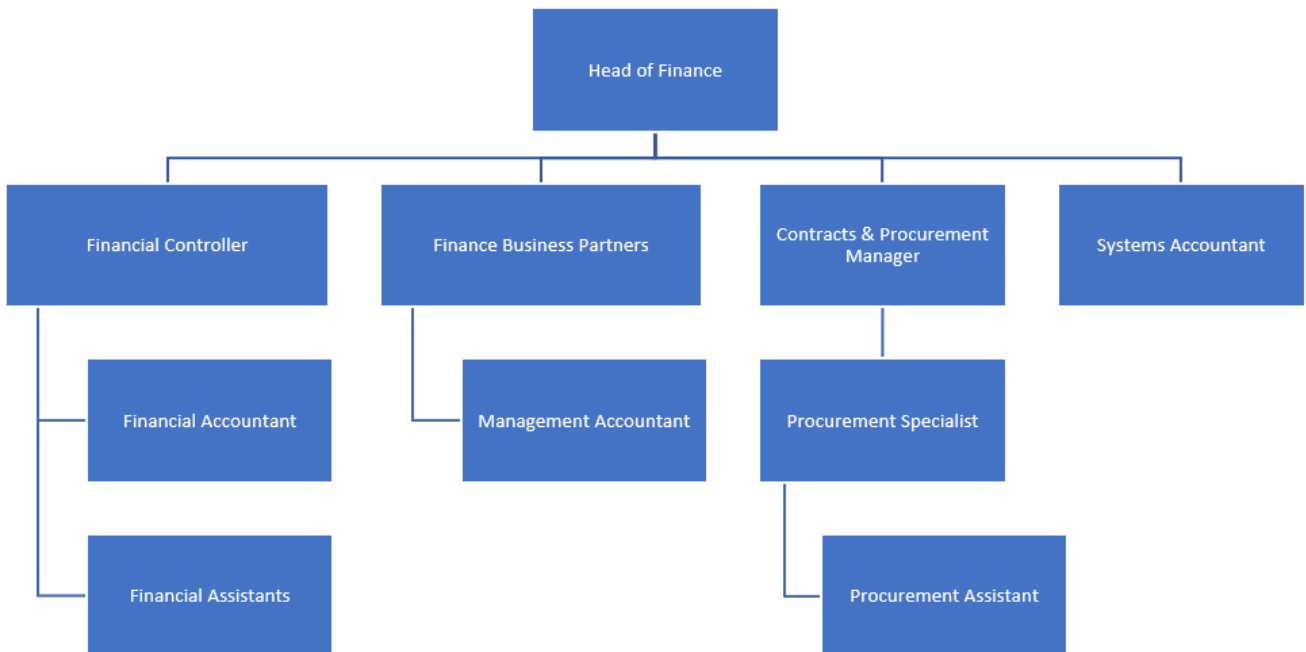 Head of Finance
Financial Controller
Finance Business Partners
Contracts & Procurement
Manager
Systems Accountant
Financial Accountant
Management Accountant
Procurement Specialist
Financial Assistants
Procurement Assistant